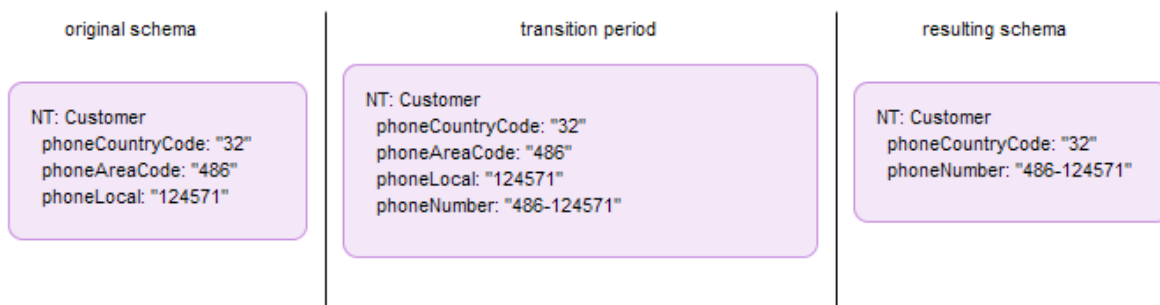 original schema
NT: Customer
phoneCountryCode: "32"
phoneAreaCode: "486"
phoneLocal: "124571"
transition period
NT: Customer
phoneCountryCode: "32"
phoneAreaCode: "486"
phoneLocal: "124571"
phoneNumber: "486-124571"
resulting schema
NT: Customer
phoneCountryCode: "32"
phoneNumber: "486-124571"